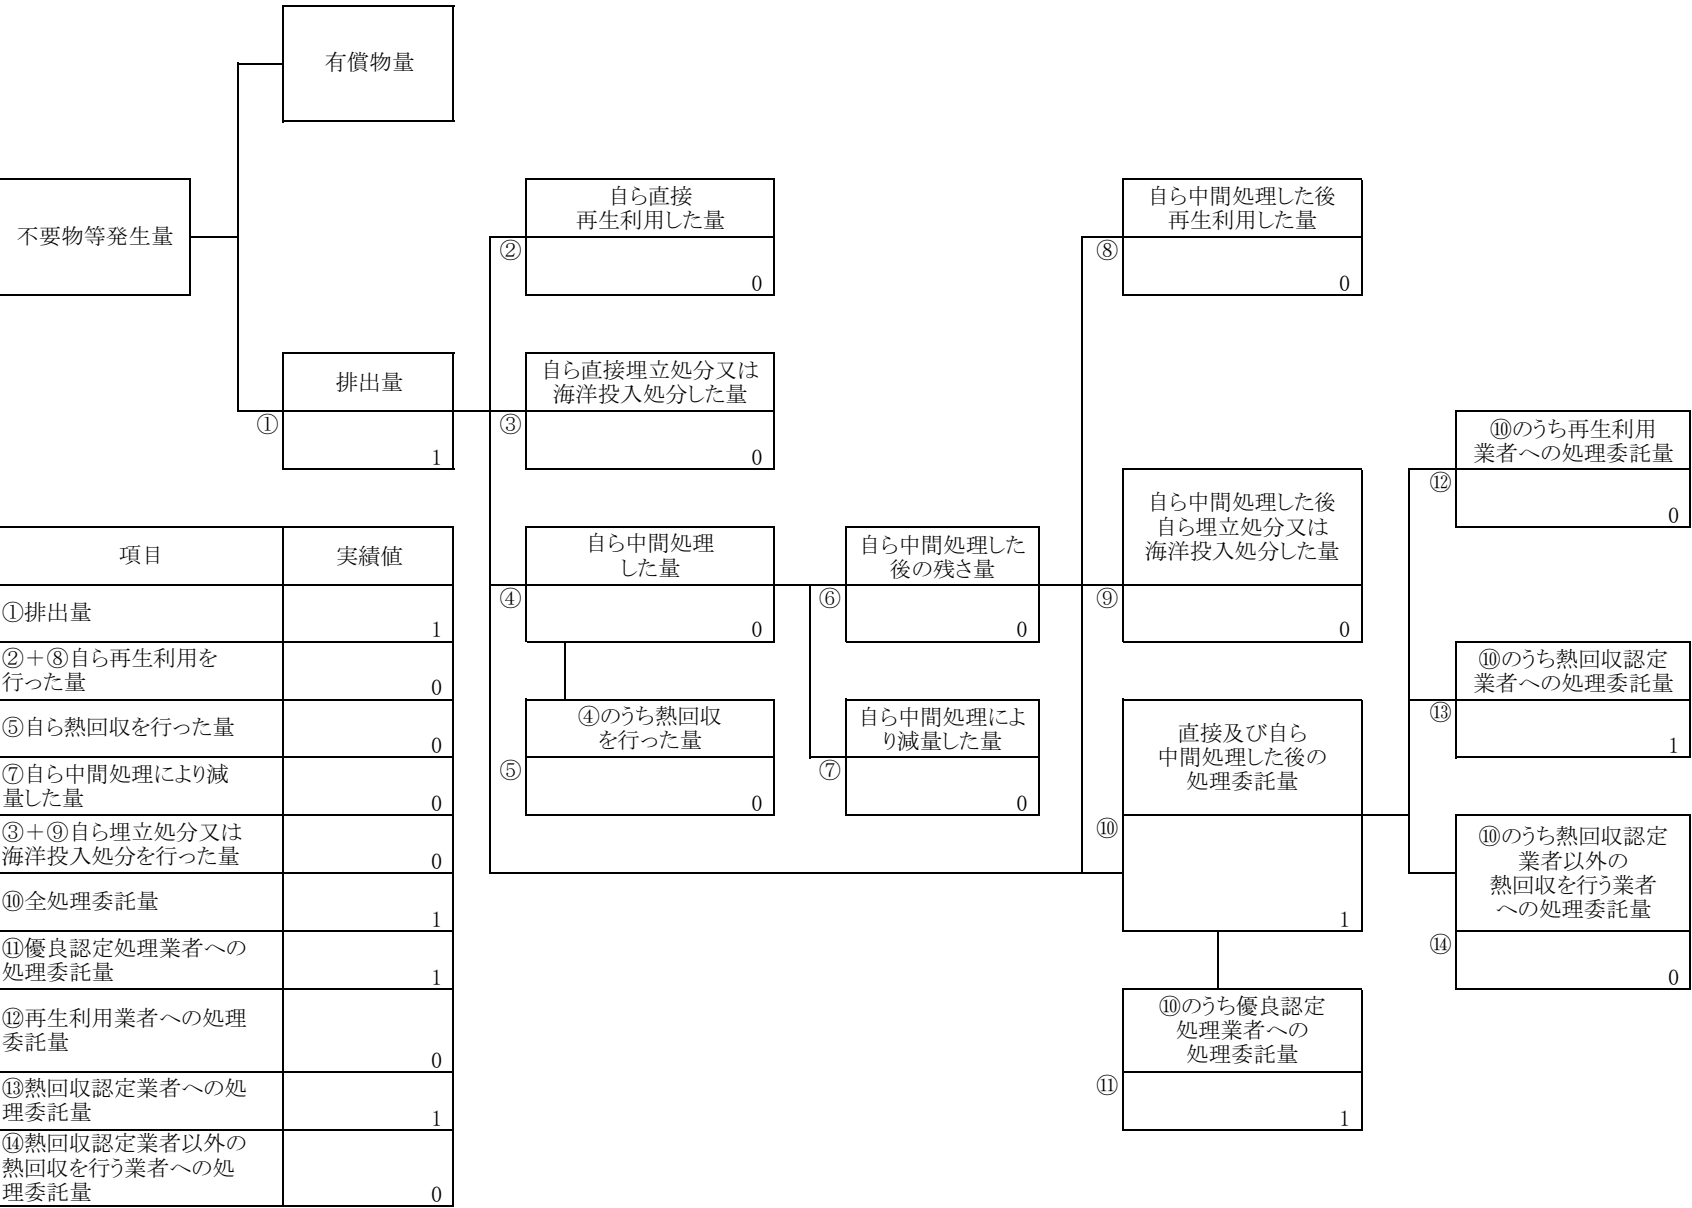 有償物量
不要物等発生量
自ら直接
再生利用した量
②
0
自ら中間処理した後
再生利用した量
⑧
0
排出量
①
1
自ら直接埋立処分又は
海洋投入処分した量
③
0
⑩のうち再生利用
業者への処理委託量
⑫
0
自ら中間処理した後
自ら埋立処分又は
海洋投入処分した量
⑨
0
自ら中間処理
した量
④
0
自ら中間処理した
後の残さ量
⑥
0
⑩のうち熱回収認定
業者への処理委託量
⑬
1
④のうち熱回収
を行った量
⑤
0
自ら中間処理によ
り減量した量
⑦
0
直接及び自ら
中間処理した後の
処理委託量
⑩
1
⑩のうち熱回収認定
業者以外の
熱回収を行う業者
への処理委託量
⑭
0
⑩のうち優良認定
処理業者への
処理委託量
⑪
1
項目 実績値
①排出量
1
②＋⑧自ら再生利用を
行った量
0
⑤自ら熱回収を行った量
0
⑦自ら中間処理により減
量した量
0
③＋⑨自ら埋立処分又は
海洋投入処分を行った量
0
⑩全処理委託量
1
⑪優良認定処理業者への
処理委託量
1
⑫再生利用業者への処理
委託量
0
⑬熱回収認定業者への処
理委託量
1
⑭熱回収認定業者以外の
熱回収を行う業者への処
理委託量
0